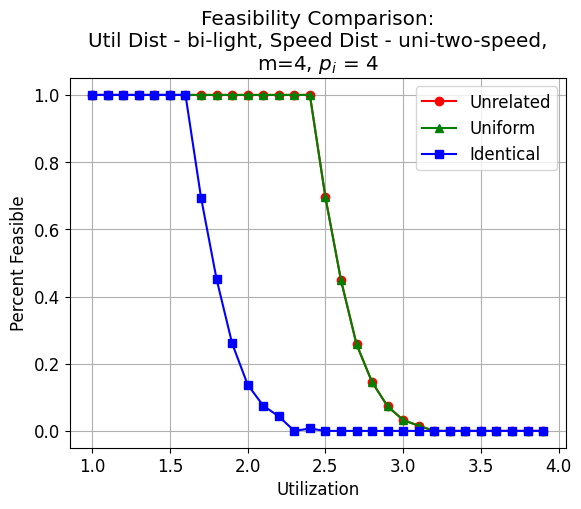 Feasibility Comparison:
Util Dist - bi-light, Speed Dist - uni-two-speed,
m=4, $p_i$ = 4
Unrelated
Uniform
Identical
Percent Feasible
1.0
0.8
0.6
0.4
0.2
0.0
1.0 1.5 2.0 2.5 3.0 3.5 4.0
Utilization